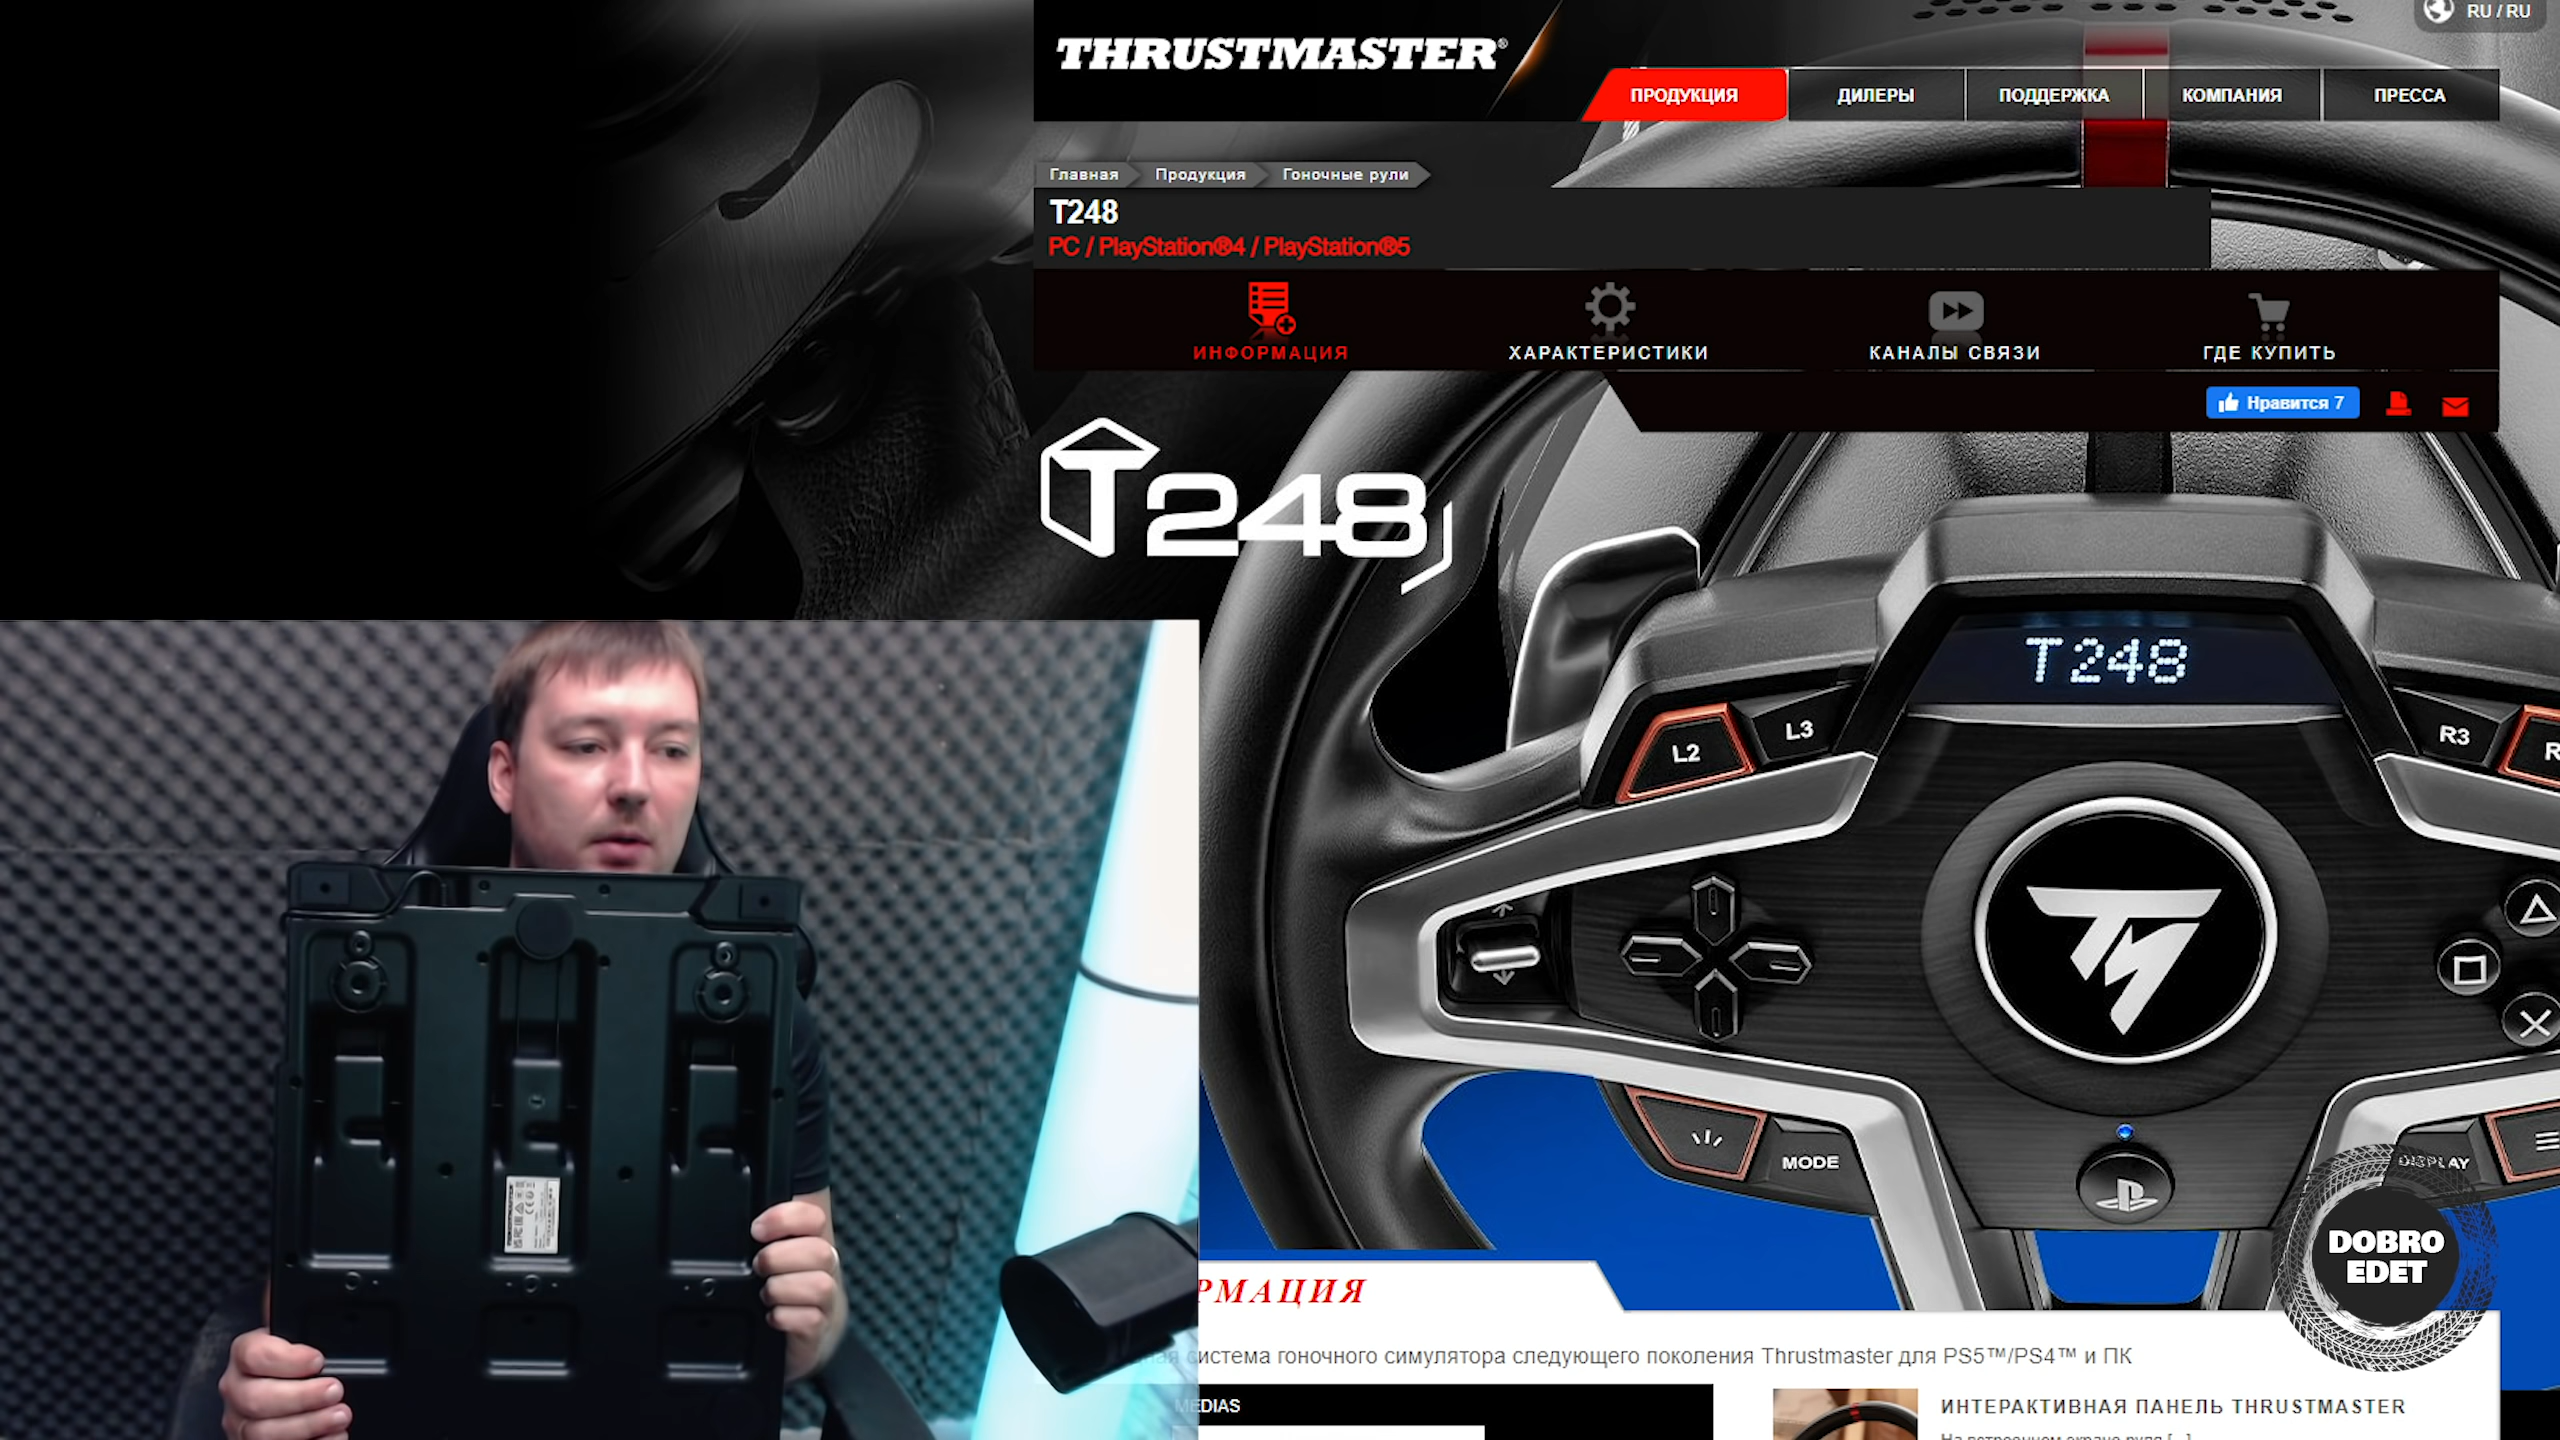 RU / RU
THRUSTMASTER®
ПРОДУКЦИЯ
ДИЛЕРЫ
ПОДДЕРЖКА
КОМПАНИЯ
ПРЕССА
Главная
Продукция
Гоночные рули
T248
PC / PlayStation®4 / PlayStation®5
ИНФОРМАЦИЯ
ХАРАКТЕРИСТИКИ
КАНАЛЫ СВЯЗИ
ГДЕ КУПИТЬ
Нравится 7
T248
T248
L2
L3
R3
R
MODE
DISPLAY
DOBRO
EDET
РМАЦИЯ
ная система гоночного симулятора следующего поколения Thrustmaster для PS5™/PS4™ и ПК
MEDIAS
ИНТЕРАКТИВНАЯ ПАНЕЛЬ THRUSTMASTER